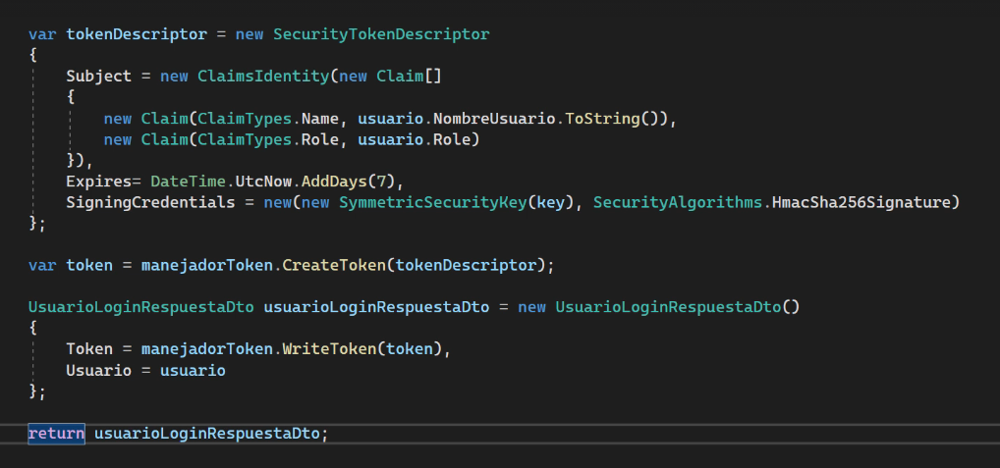 var tokenDescriptor = new SecurityTokenDescriptor
{
Subject = new ClaimsIdentity(new Claim[]
{
new Claim(ClaimTypes.Name, usuario.NombreUsuario.ToString()),
new Claim(ClaimTypes.Role, usuario.Role)
}),
Expires= DateTime.UtcNow.AddDays(7),
SigningCredentials = new(new SymmetricSecurityKey(key), SecurityAlgorithms.HmacSha256Signature)
};
var token = manejadorToken.CreateToken(tokenDescriptor);
UsuarioLoginRespuestaDto usuarioLoginRespuestaDto = new UsuarioLoginRespuestaDto()
{
Token = manejadorToken.WriteToken(token),
Usuario = usuario
};
return usuarioLoginRespuestaDto;